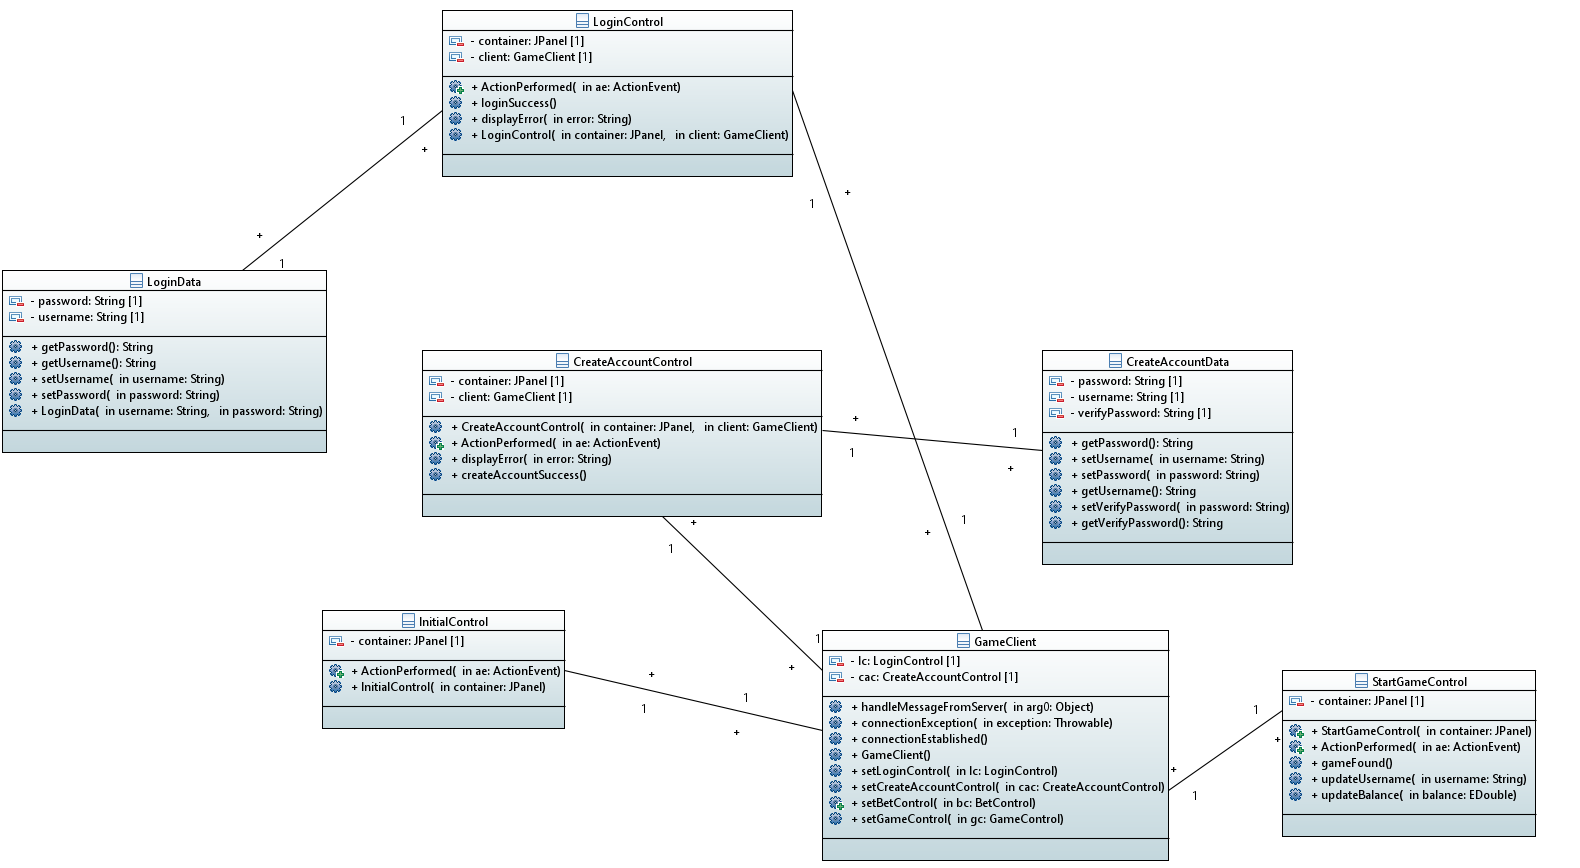 LoginControl
- container: JPanel [1]
- client: GameClient [1]
+ ActionPerformed( in ae: ActionEvent)
+ loginSuccess()
+ displayError( in error: String)
+ LoginControl( in container: JPanel, in client: GameClient)
1
+
+
1
+
1
LoginData
- password: String [1]
- username: String [1]
+ getPassword(): String
+ getUsername(): String
+ setUsername( in username: String)
+ setPassword( in password: String)
+ LoginData( in username: String, in password: String)
CreateAccountControl
- container: JPanel [1]
- client: GameClient [1]
+ CreateAccountControl( in container: JPanel, in client: GameClient)
+ ActionPerformed( in ae: ActionEvent)
+ displayError( in error: String)
+ createAccountSuccess()
+
1
1
+
CreateAccountData
- password: String [1]
- username: String [1]
- verifyPassword: String [1]
+ getPassword(): String
+ setUsername( in username: String)
+ setPassword( in password: String)
+ getUsername(): String
+ setVerifyPassword( in password: String)
+ getVerifyPassword(): String
1
+
+
1
1
+
InitialControl
- container: JPanel [1]
+ ActionPerformed( in ae: ActionEvent)
+ InitialControl( in container: JPanel)
+
1
1
+
GameClient
- lc: LoginControl [1]
- cac: CreateAccountControl [1]
+ handleMessageFromServer( in arg0: Object)
+ connectionException( in exception: Throwable)
+ connectionEstablished()
+ GameClient()
+ setLoginControl( in lc: LoginControl)
+ setCreateAccountControl( in cac: CreateAccountControl)
+ setBetControl( in bc: BetControl)
+ setGameControl( in gc: GameControl)
1
+
+
1
StartGameControl
- container: JPanel [1]
+ StartGameControl( in container: JPanel)
+ ActionPerformed( in ae: ActionEvent)
+ gameFound()
+ updateUsername( in username: String)
+ updateBalance( in balance: EDouble)